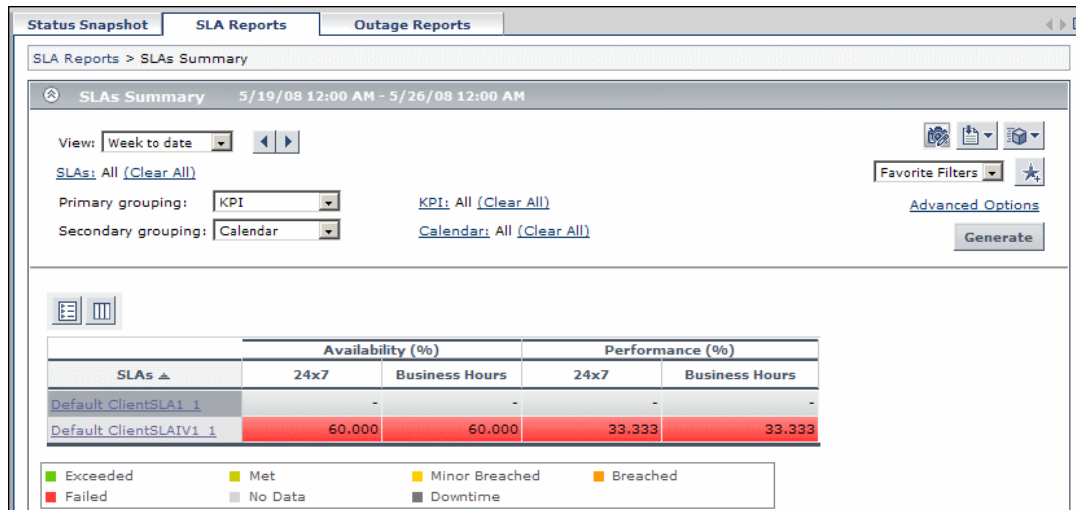 Status Snapshot SLA Reports Outage Reports
SLA Reports > SLAs Summary
SLAs Summary 5/19/08 12:00 AM - 5/26/08 12:00 AM
View: Week to date
SLAs: All (Clear All)
Favorite Filters
Primary grouping: KPI KPI: All (Clear All)
Advanced Options
Secondary grouping: Calendar Calendar: All (Clear All)
Generate
Availability (%) Performance (%)
SLAs 24x7 Business Hours 24x7 Business Hours
Default ClientSLA1_1 - - - -
Default ClientSLAIV1_1 60.000 60.000 33.333 33.333
Exceeded Met Minor Breached Breached
Failed No Data Downtime